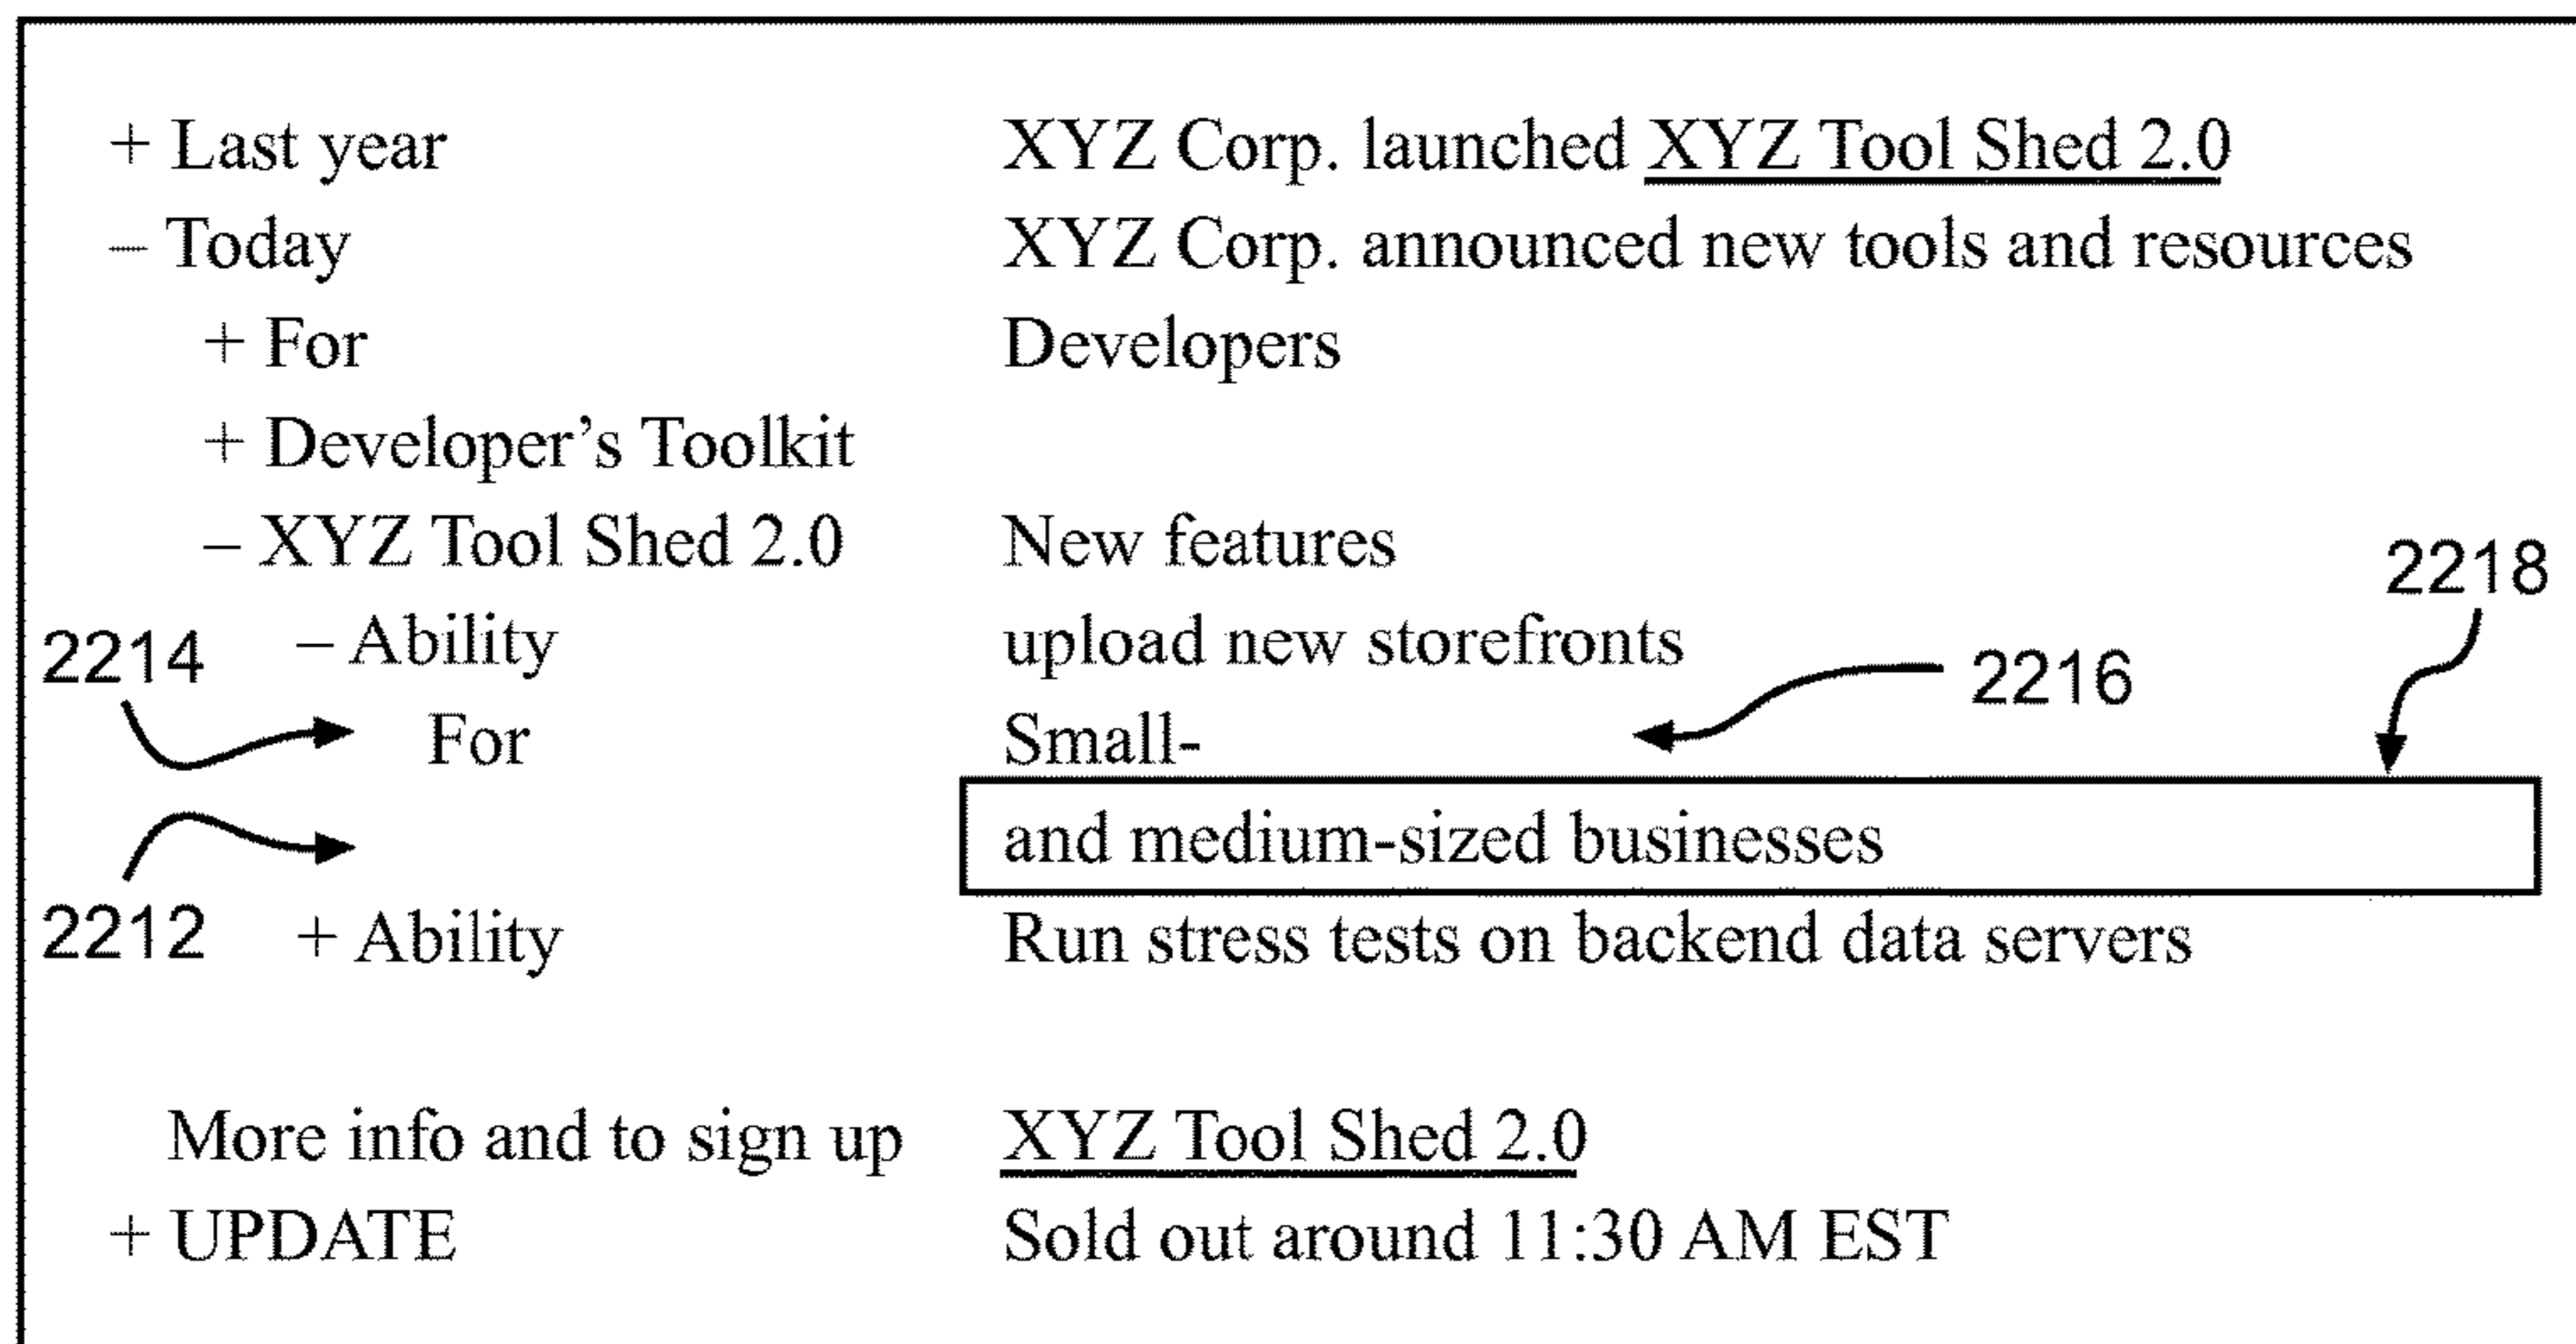 + Last year XYZ Corp. launched XYZ Tool Shed 2.0
– Today XYZ Corp. announced new tools and resources
+ For Developers
+ Developer’s Toolkit
– XYZ Tool Shed 2.0 New features
2218
– Ability upload new storefronts
2214
2216
For Small-
and medium-sized businesses
2212 + Ability Run stress tests on backend data servers
More info and to sign up XYZ Tool Shed 2.0
+ UPDATE Sold out around 11:30 AM EST